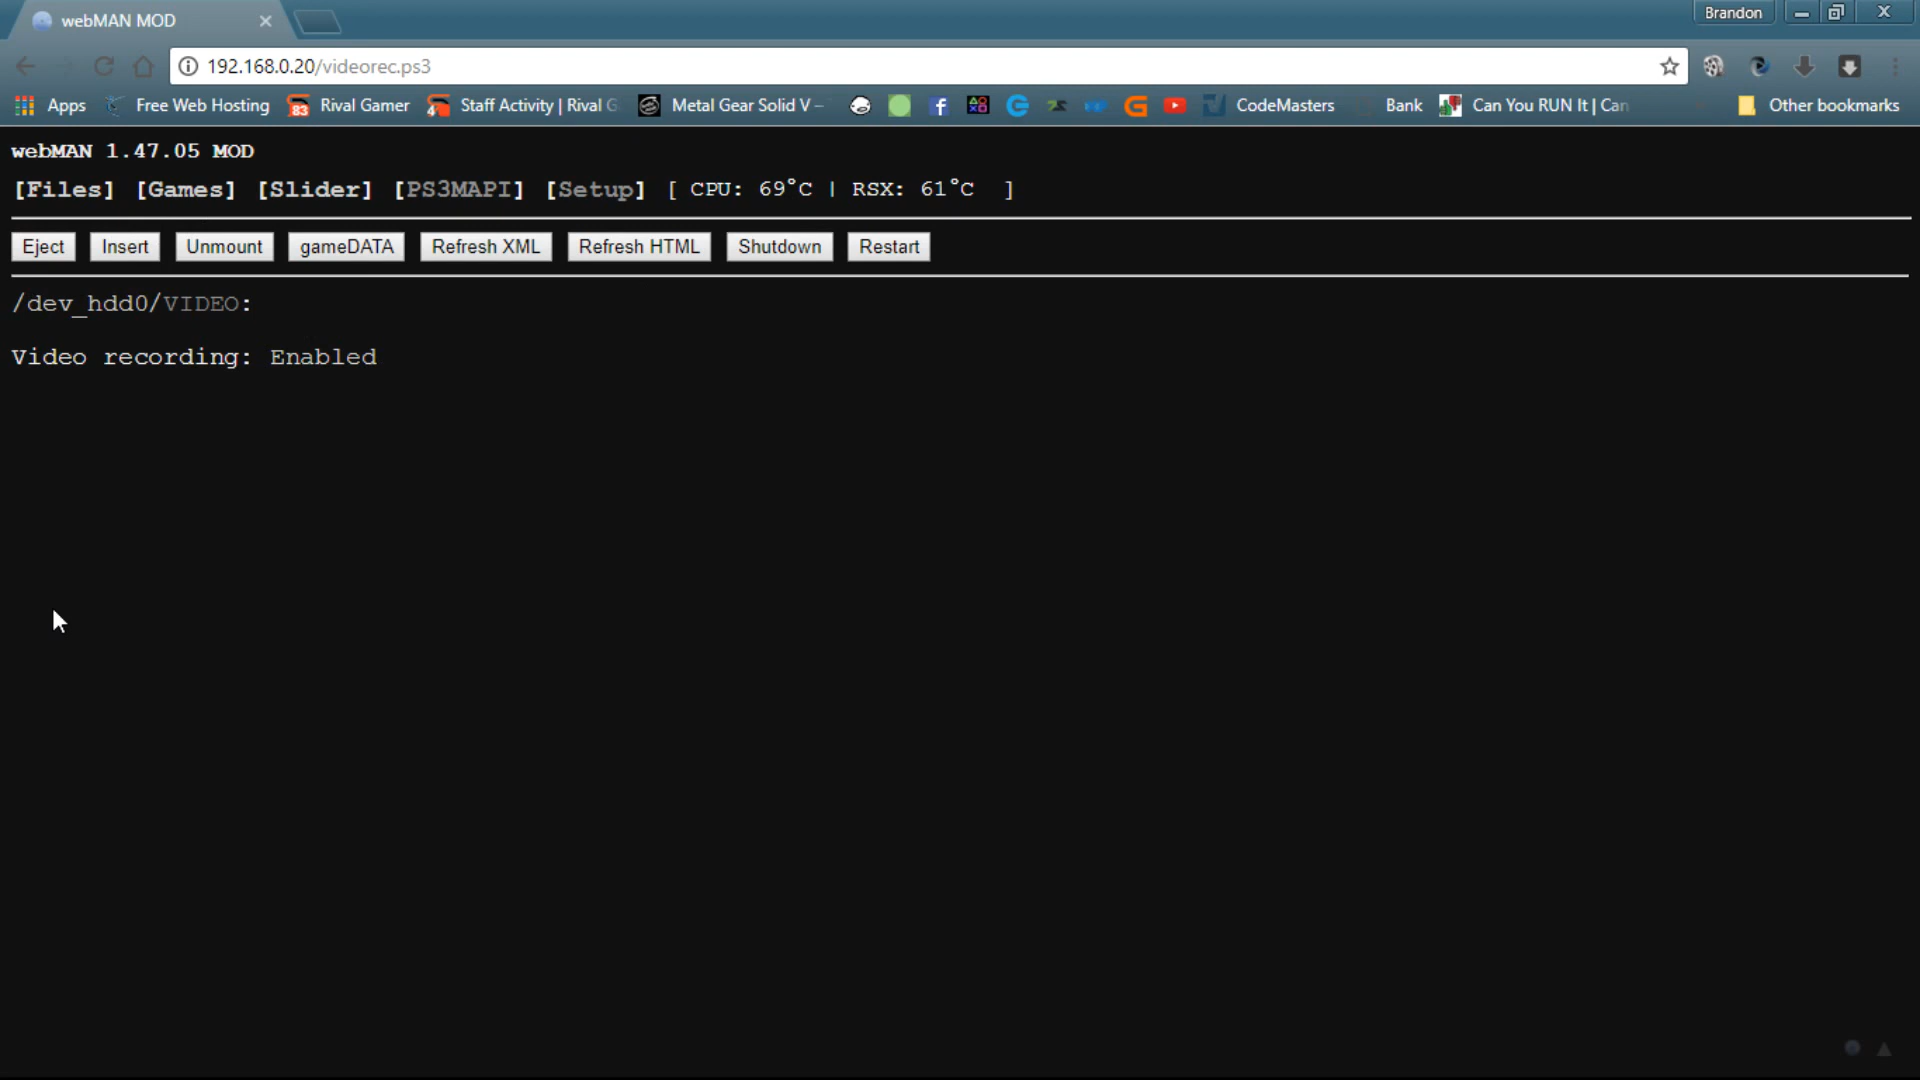 webMAN MOD
Brandon
192.168.0.20/videorec.ps3
Apps Free Web Hosting 83 Rival Gamer Staff Activity | Rival G Metal Gear Solid V – CodeMasters Bank Can You RUN It | Can Other bookmarks
webMAN 1.47.05 MOD
[Files] [Games] [Slider] [PS3MAPI] [Setup] [ CPU: 69°C | RSX: 61°C ]
Eject Insert Unmount gameDATA Refresh XML Refresh HTML Shutdown Restart
/dev_hdd0/VIDEO:
Video recording: Enabled